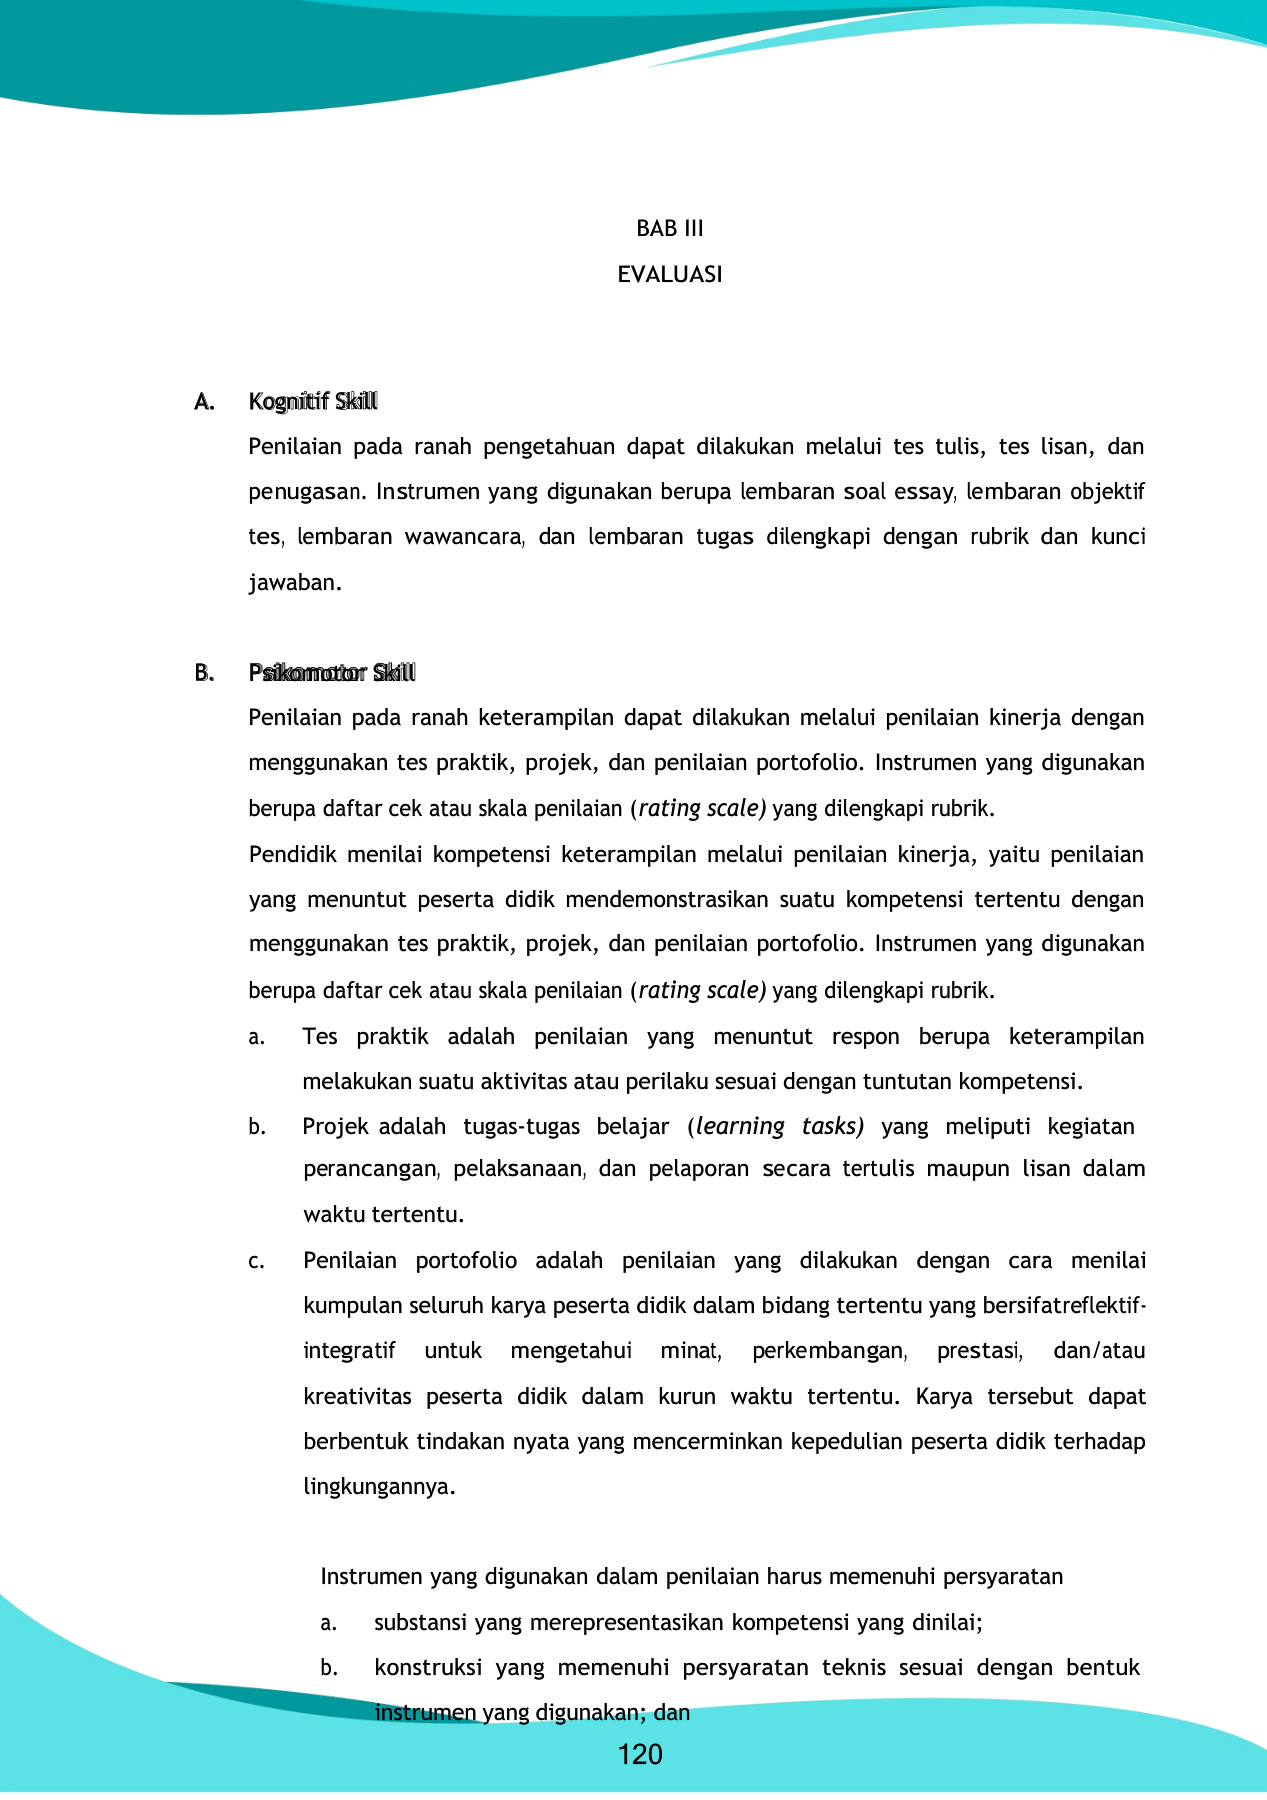 BAB III
EVALUASI
A. Kognitif Skill
Penilaian pada ranah pengetahuan dapat dilakukan melalui tes tulis, tes lisan, dan
penugasan. Instrumen yang digunakan berupa lembaran soal essay, lembaran objektif
tes, lembaran wawancara, dan lembaran tugas dilengkapi dengan rubrik dan kunci
jawaban.
B. Psikomotor Skill
Penilaian pada ranah keterampilan dapat dilakukan melalui penilaian kinerja dengan
menggunakan tes praktik, projek, dan penilaian portofolio. Instrumen yang digunakan
berupa daftar cek atau skala penilaian (rating scale) yang dilengkapi rubrik.
Pendidik menilai kompetensi keterampilan melalui penilaian kinerja, yaitu penilaian
yang menuntut peserta didik mendemonstrasikan suatu kompetensi tertentu dengan
menggunakan tes praktik, projek, dan penilaian portofolio. Instrumen yang digunakan
berupa daftar cek atau skala penilaian (rating scale) yang dilengkapi rubrik.
a. Tes praktik adalah penilaian yang menuntut respon berupa keterampilan
melakukan suatu aktivitas atau perilaku sesuai dengan tuntutan kompetensi.
b. Projek adalah tugas-tugas belajar (learning tasks) yang meliputi kegiatan
perancangan, pelaksanaan, dan pelaporan secara tertulis maupun lisan dalam
waktu tertentu.
c. Penilaian portofolio adalah penilaian yang dilakukan dengan cara menilai
kumpulan seluruh karya peserta didik dalam bidang tertentu yang bersifatreflektif-
integratif untuk mengetahui minat, perkembangan, prestasi, dan/atau
kreativitas peserta didik dalam kurun waktu tertentu. Karya tersebut dapat
berbentuk tindakan nyata yang mencerminkan kepedulian peserta didik terhadap
lingkungannya.
Instrumen yang digunakan dalam penilaian harus memenuhi persyaratan
a. substansi yang merepresentasikan kompetensi yang dinilai;
b. konstruksi yang memenuhi persyaratan teknis sesuai dengan bentuk
instrumen yang digunakan; dan
120